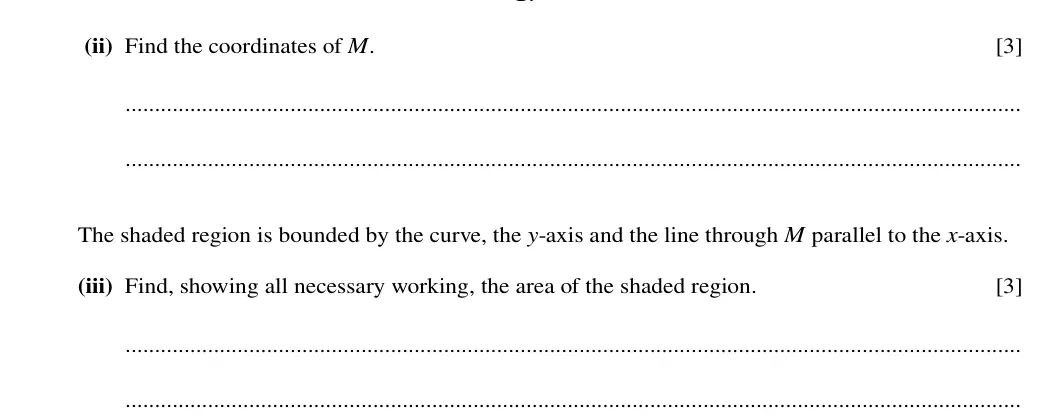 (ii) Find the coordinates of M. [3]
................................................................................
................................................................................
The shaded region is bounded by the curve, the y-axis and the line through M parallel to the x-axis.
(iii) Find, showing all necessary working, the area of the shaded region. [3]
................................................................................
................................................................................